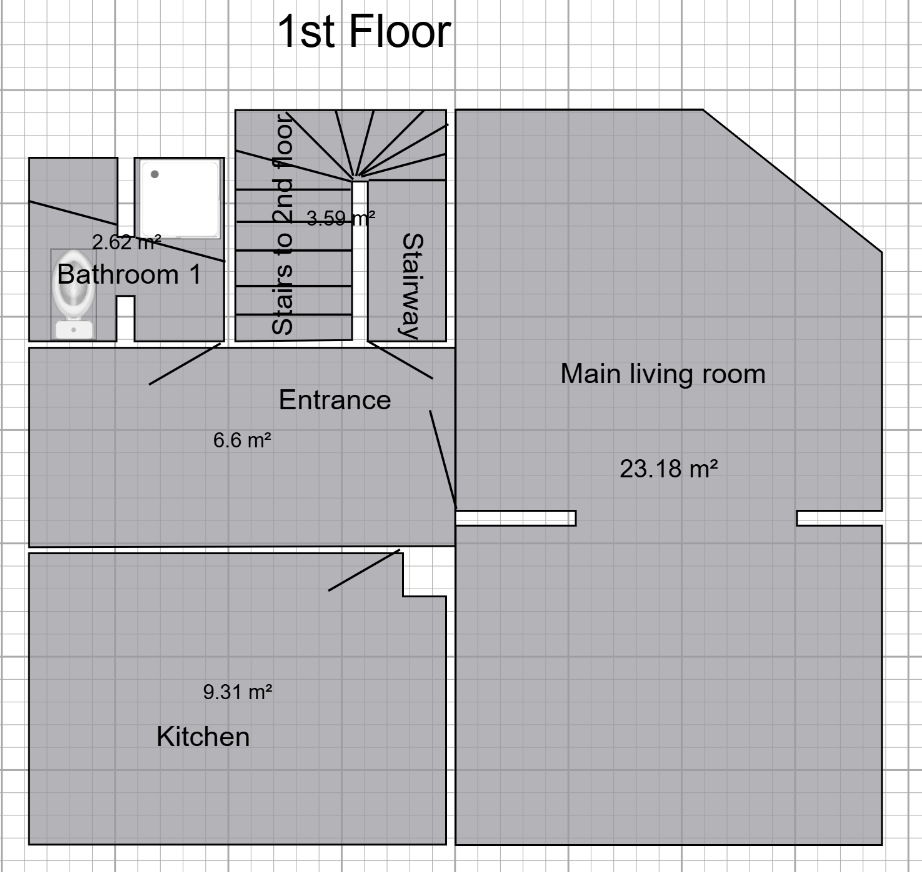 1st Floor
Stairs to 2nd floor
3.59 m²
Stairway
2.62 m²
Bathroom 1
Entrance
6.6 m²
Main living room
23.18 m²
9.31 m²
Kitchen